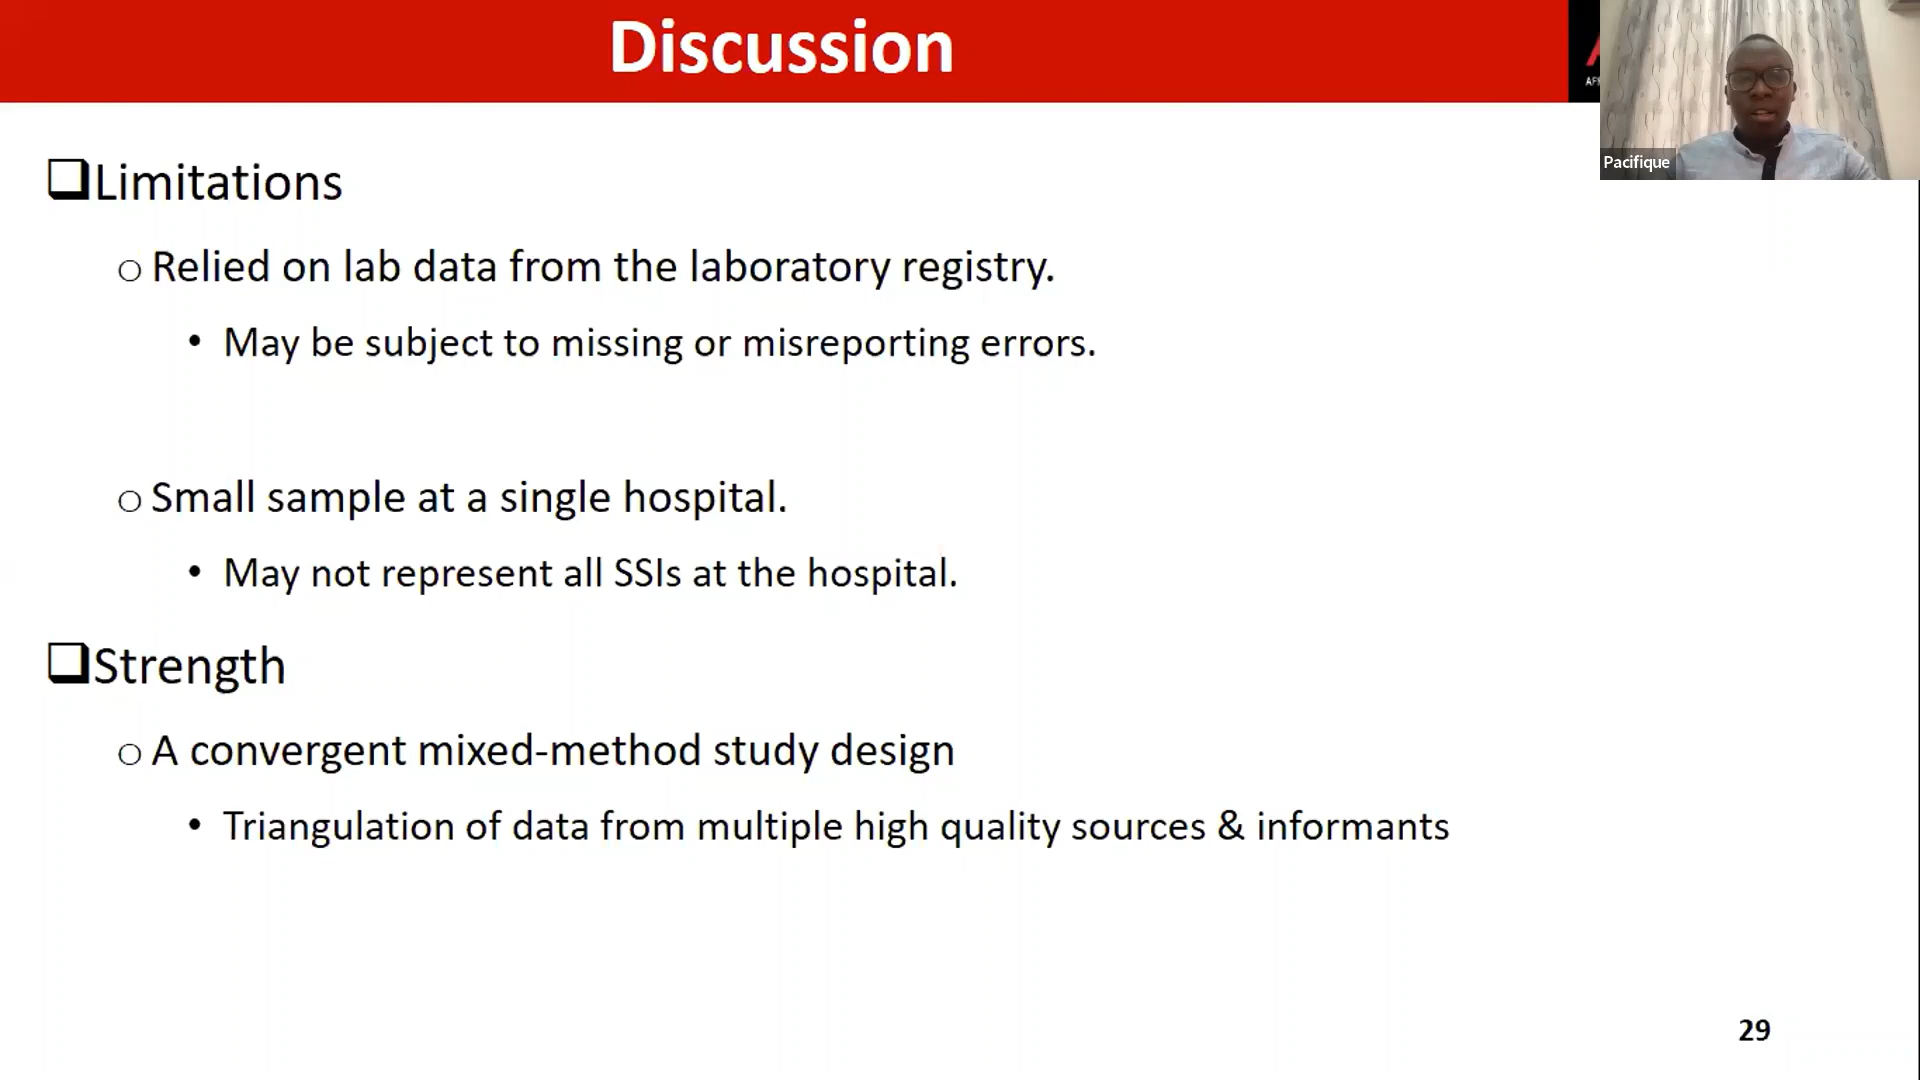 Discussion
Pacifique
Limitations
Relied on lab data from the laboratory registry.
May be subject to missing or misreporting errors.
Small sample at a single hospital.
May not represent all SSIs at the hospital.
Strength
A convergent mixed-method study design
Triangulation of data from multiple high quality sources & informants
29